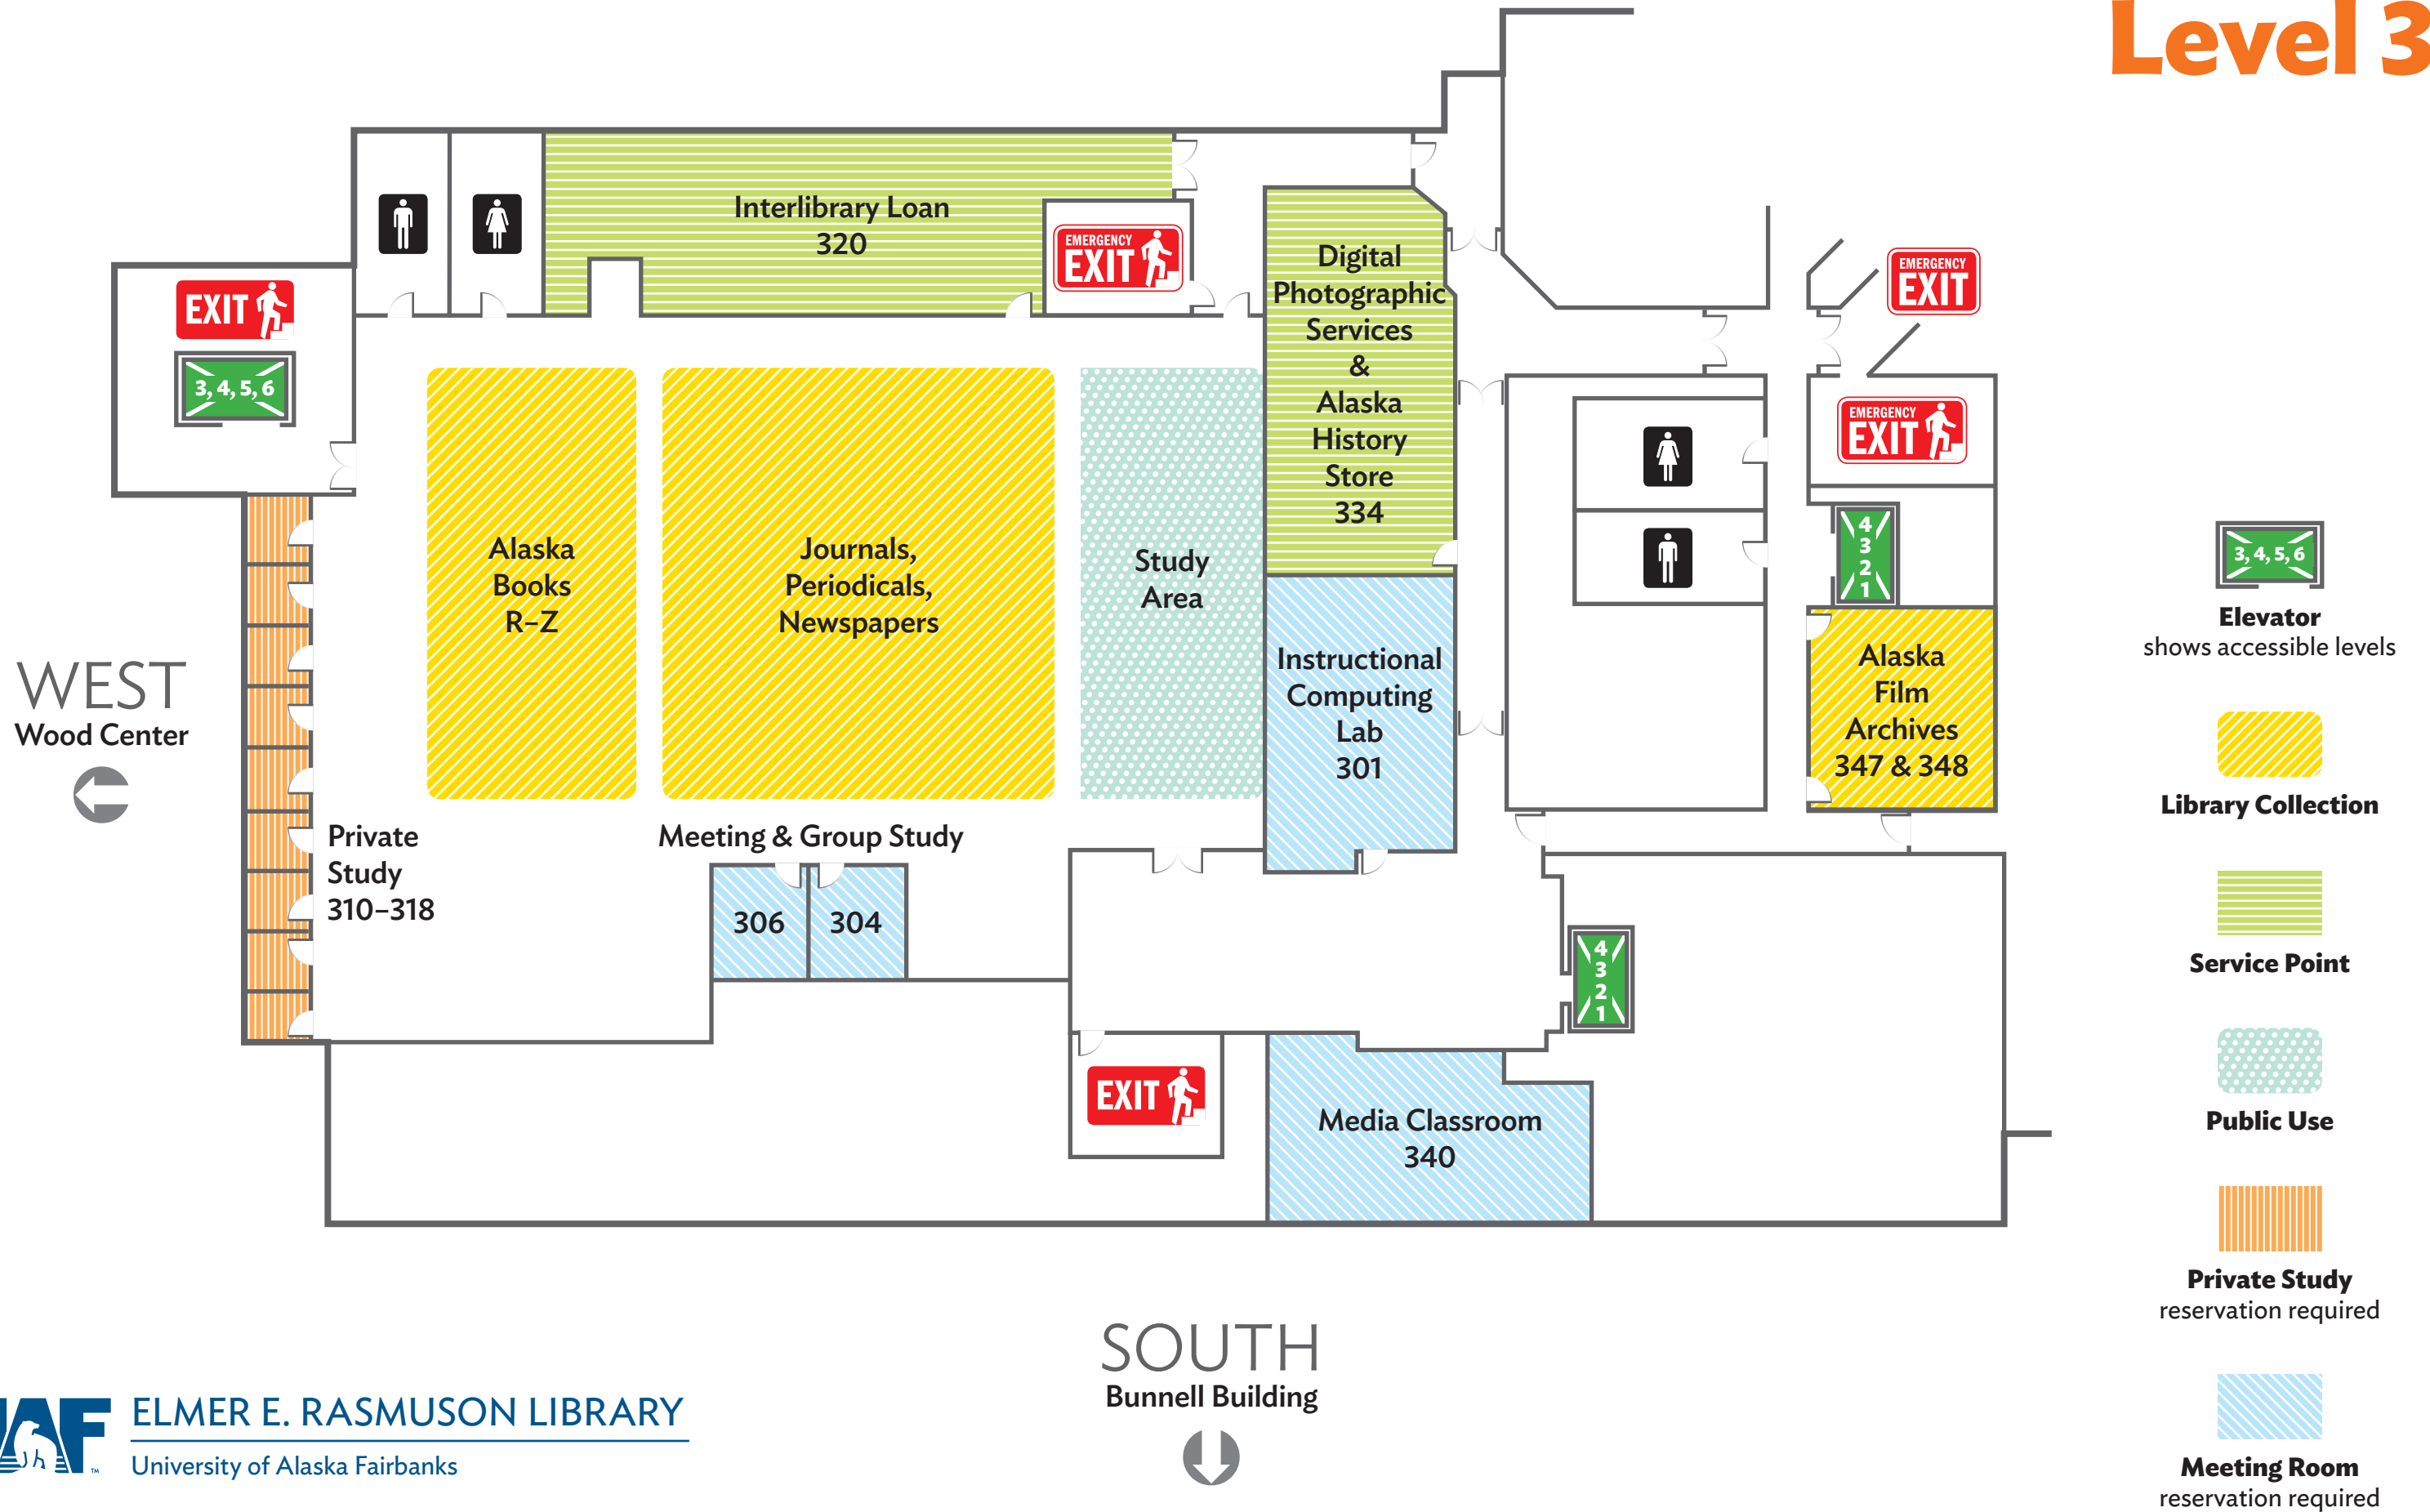 Level 3
Interlibrary Loan
320
EMERGENCY
EXIT
Digital
Photographic
Services
&
Alaska
History
Store
334
EMERGENCY
EXIT
EXIT
3, 4, 5, 6
EMERGENCY
EXIT
4
3
2
1
Alaska
Books
R–Z
Journals,
Periodicals,
Newspapers
Study
Area
Instructional
Computing
Lab
301
Alaska
Film
Archives
347 & 348
WEST
Wood Center
Private
Study
310–318
Meeting & Group Study
306
304
4
3
2
1
EXIT
Media Classroom
340
3, 4, 5, 6
Elevator
shows accessible levels
Library Collection
Service Point
Public Use
Private Study
reservation required
Meeting Room
reservation required
SOUTH
Bunnell Building
UAF
TM
ELMER E. RASMUSON LIBRARY
University of Alaska Fairbanks